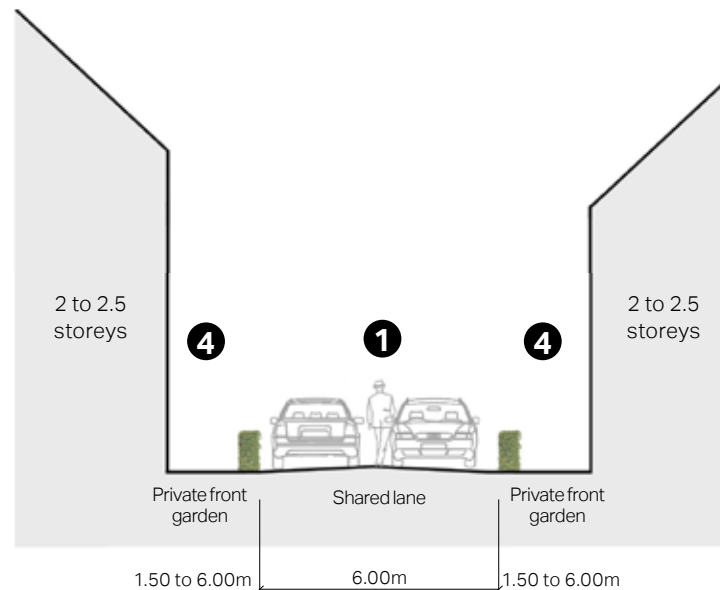 2 to 2.5
storeys
4
1
4
2 to 2.5
storeys
Private front
garden
Shared lane
Private front
garden
1.50 to 6.00m
6.00m
1.50 to 6.00m